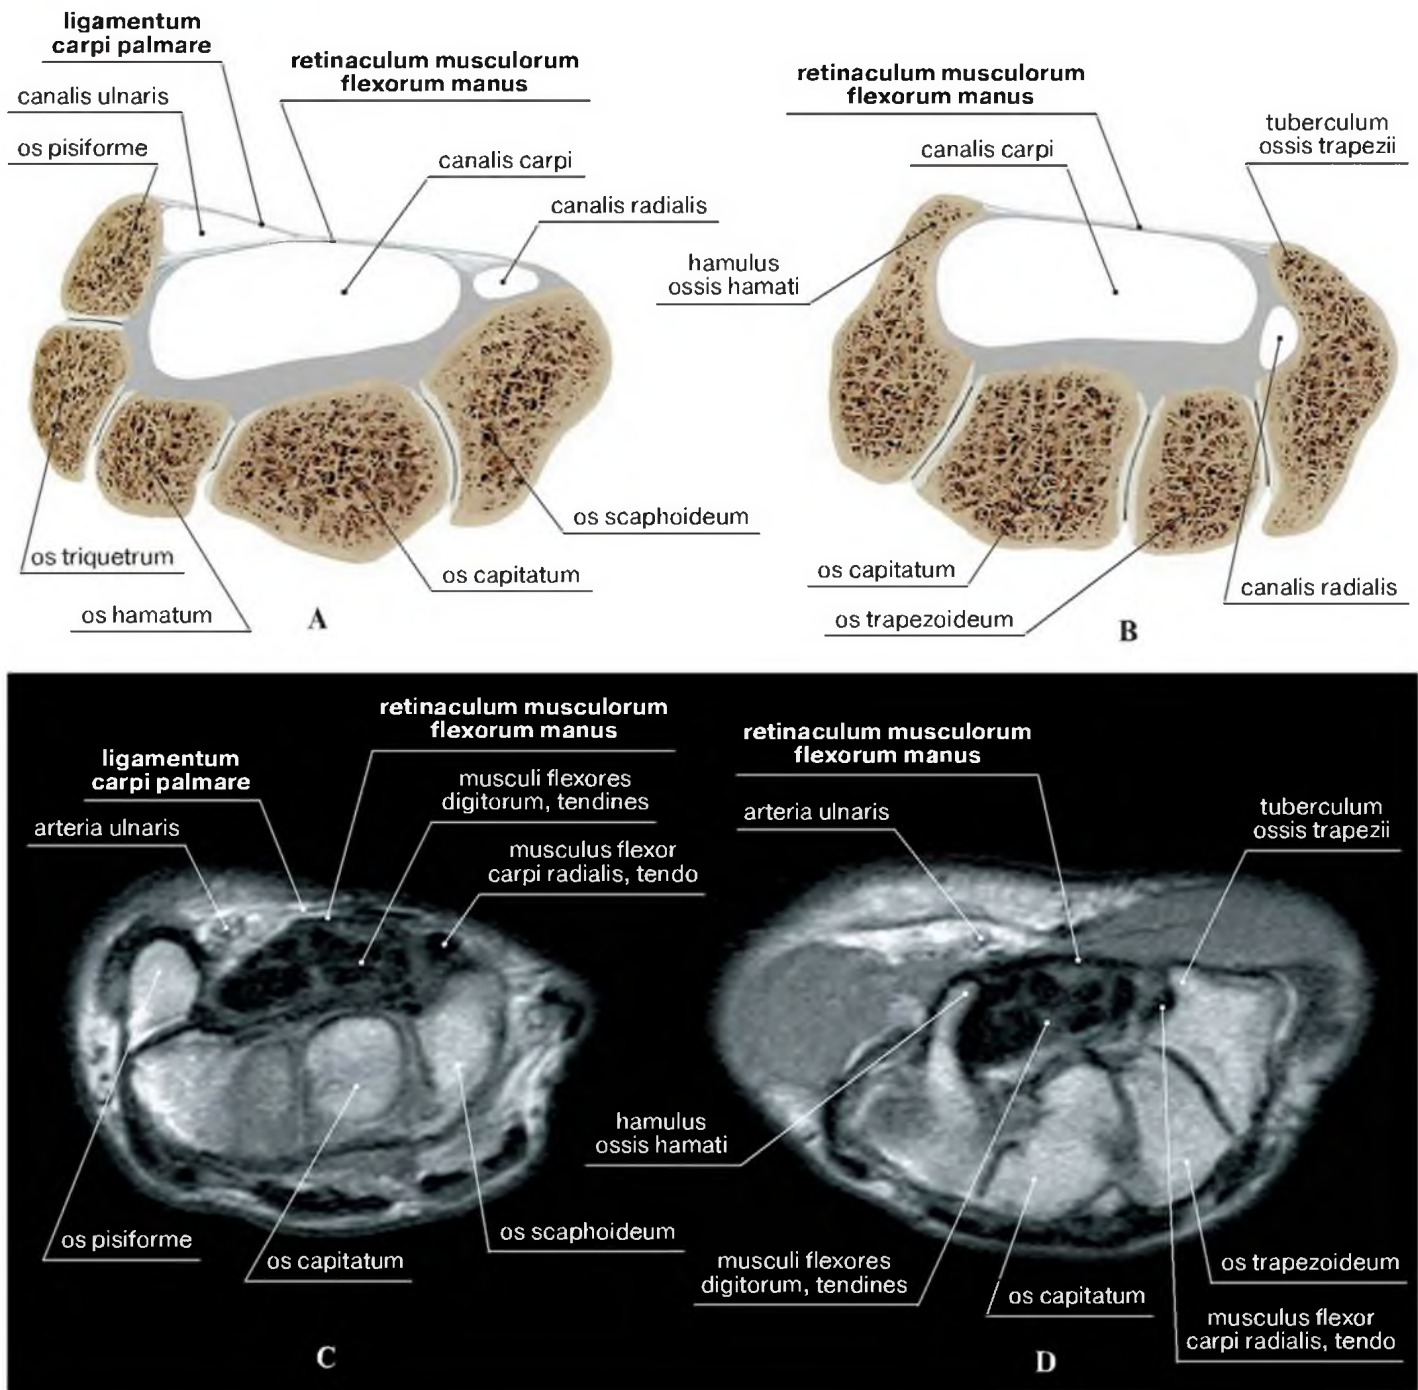 ligamentum
carpi palmare
retinaculum musculorum
flexorum manus
canalis ulnaris
os pisiforme
canalis carpi
canalis radialis
os triquetrum
os hamatum
os scaphoideum
os capitatum
A
retinaculum musculorum
flexorum manus
canalis carpi
tuberculum
ossis trapezii
hamulus
ossis hamati
os capitatum
os trapezoideum
canalis radialis
B
retinaculum musculorum
flexorum manus
ligamentum
carpi palmare
musculi flexores
digitorum, tendines
arteria ulnaris
musculus flexor
carpi radialis, tendo
os pisiforme
os capitatum
os scaphoideum
C
retinaculum musculorum
flexorum manus
arteria ulnaris
tuberculum
ossis trapezii
hamulus
ossis hamati
musculi flexores
digitorum, tendines
os capitatum
os trapezoideum
musculus flexor
carpi radialis, tendo
D